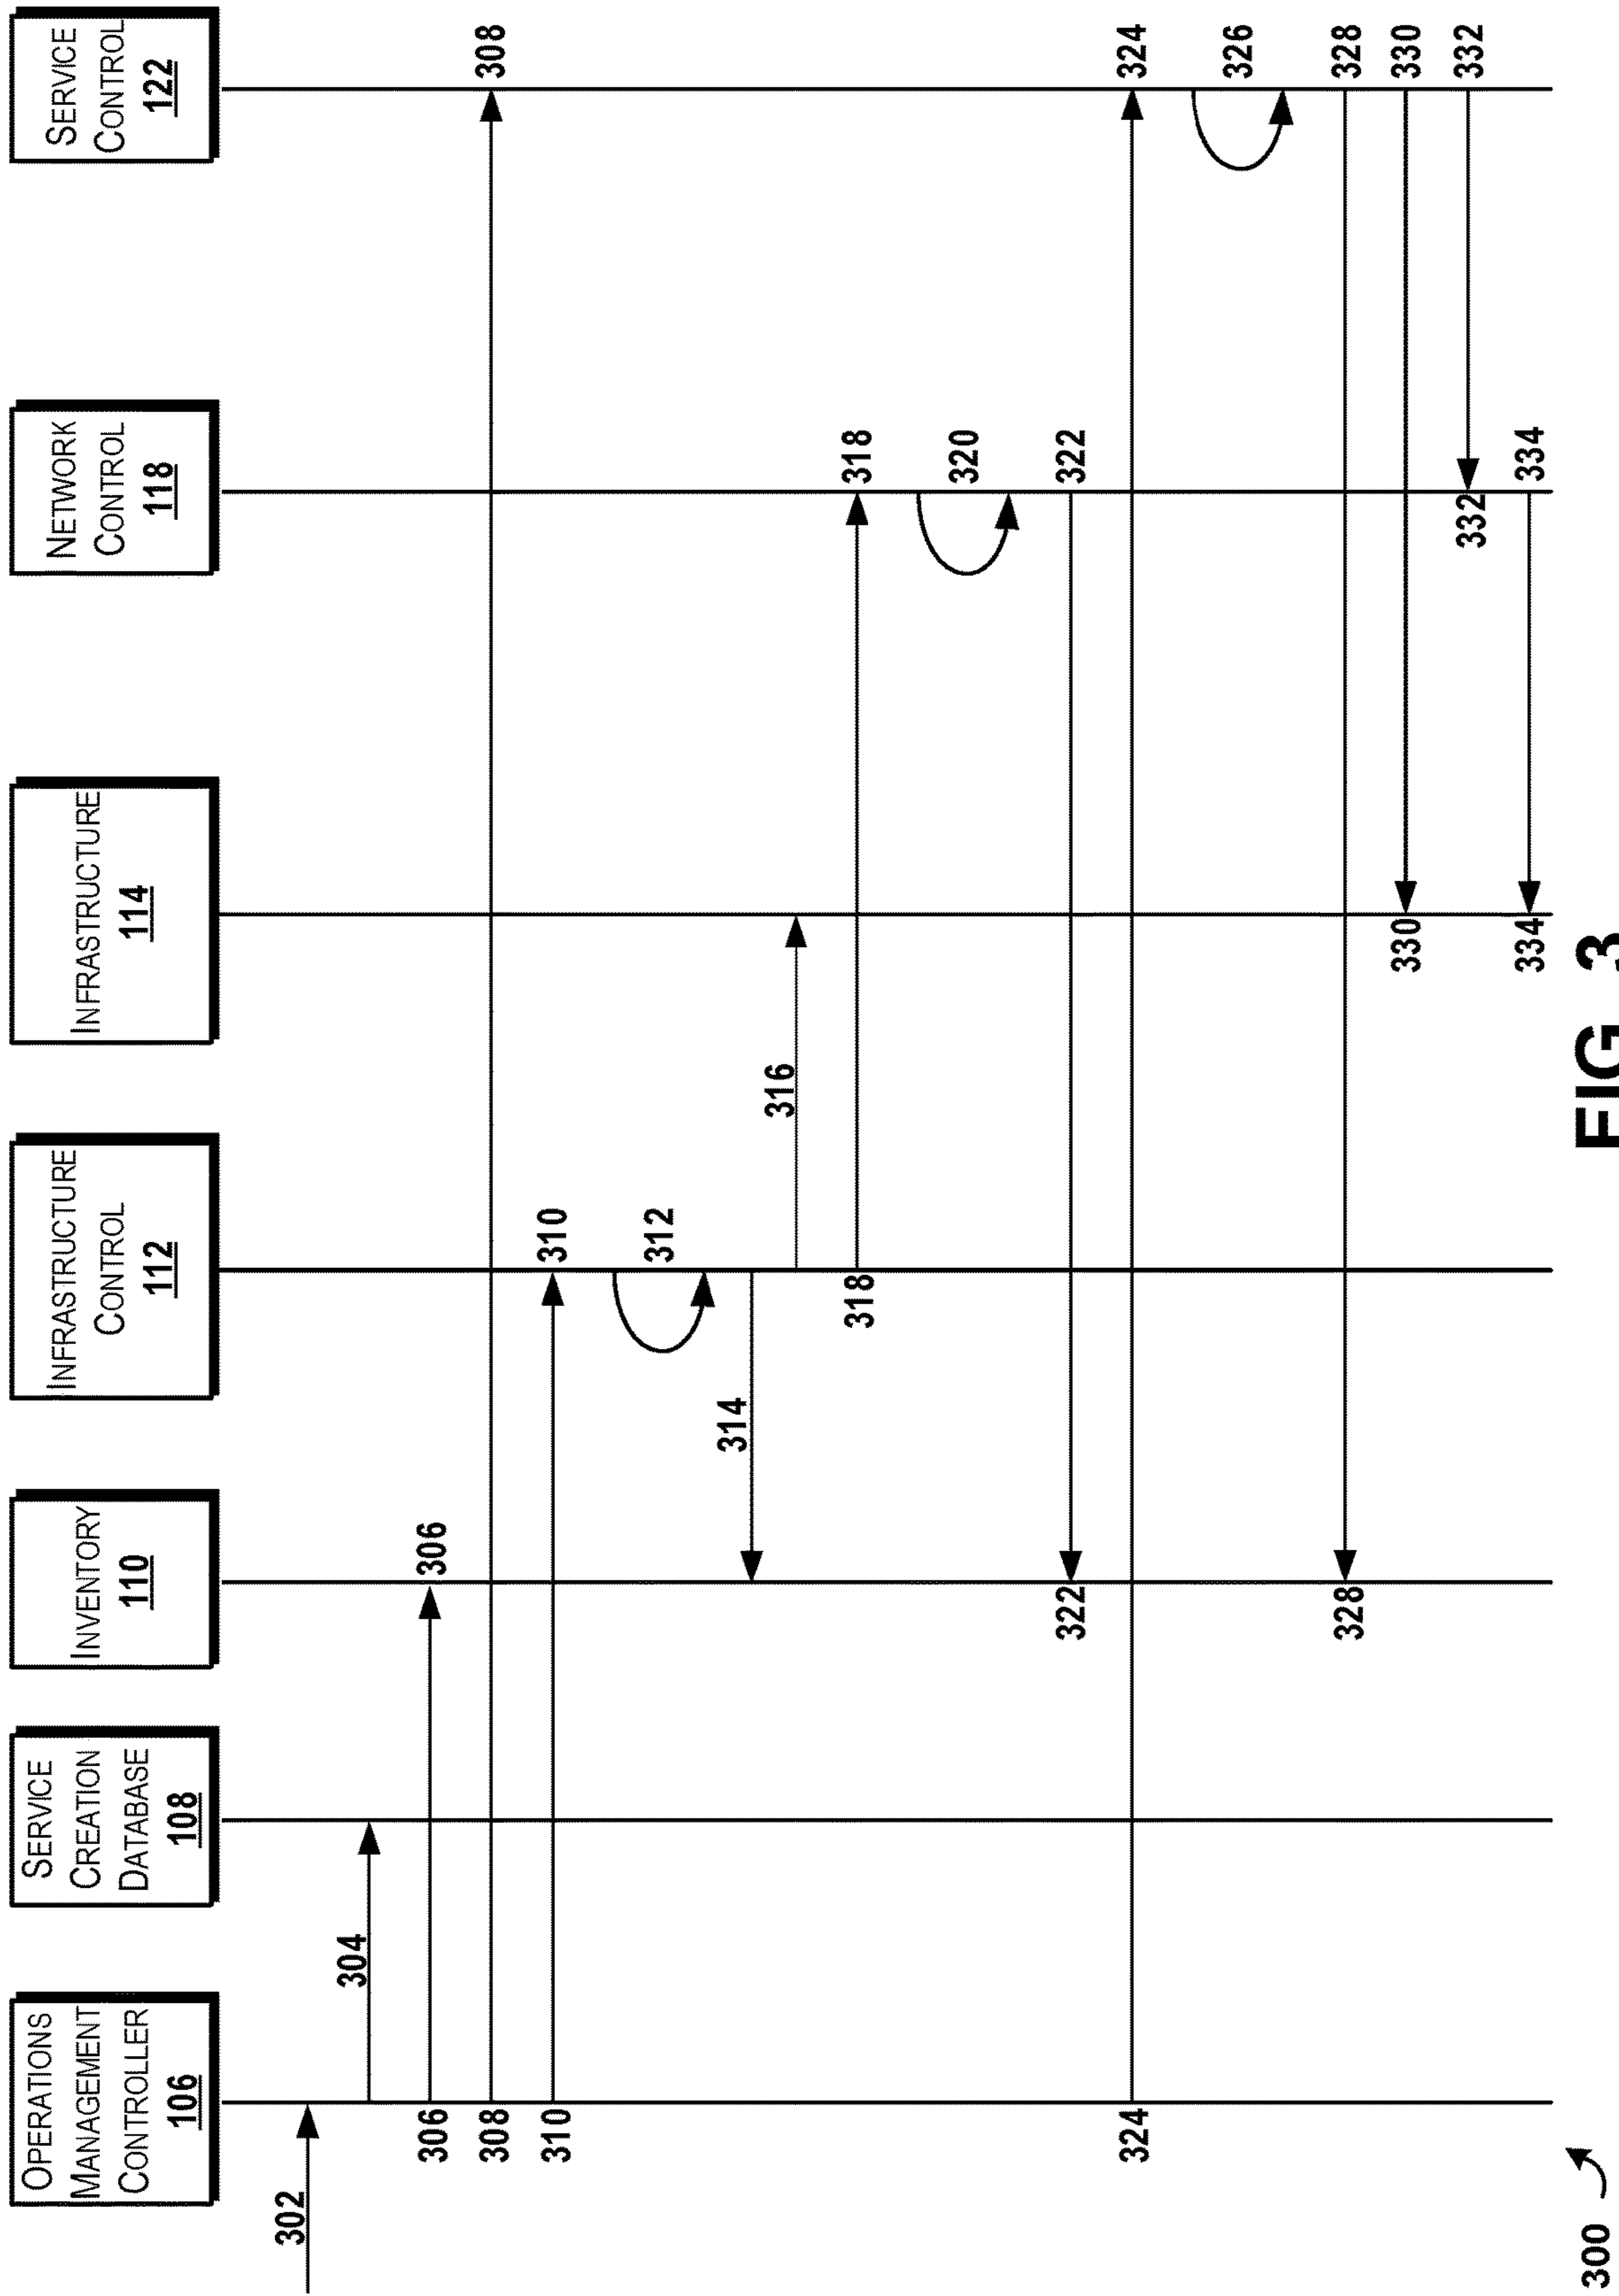 OPERATIONS
MANAGEMENT
CONTROLLER
106
SERVICE
CREATION
DATABASE
108
INVENTORY
110
INFRASTRUCTURE
CONTROL
112
INFRASTRUCTURE
114
NETWORK
CONTROL
118
SERVICE
CONTROL
122
302
304
306
306
308
308
310
310
312
314
316
318
318
320
322
322
324
324
326
328
328
330
330
332
332
334
334
300
FIG. 3